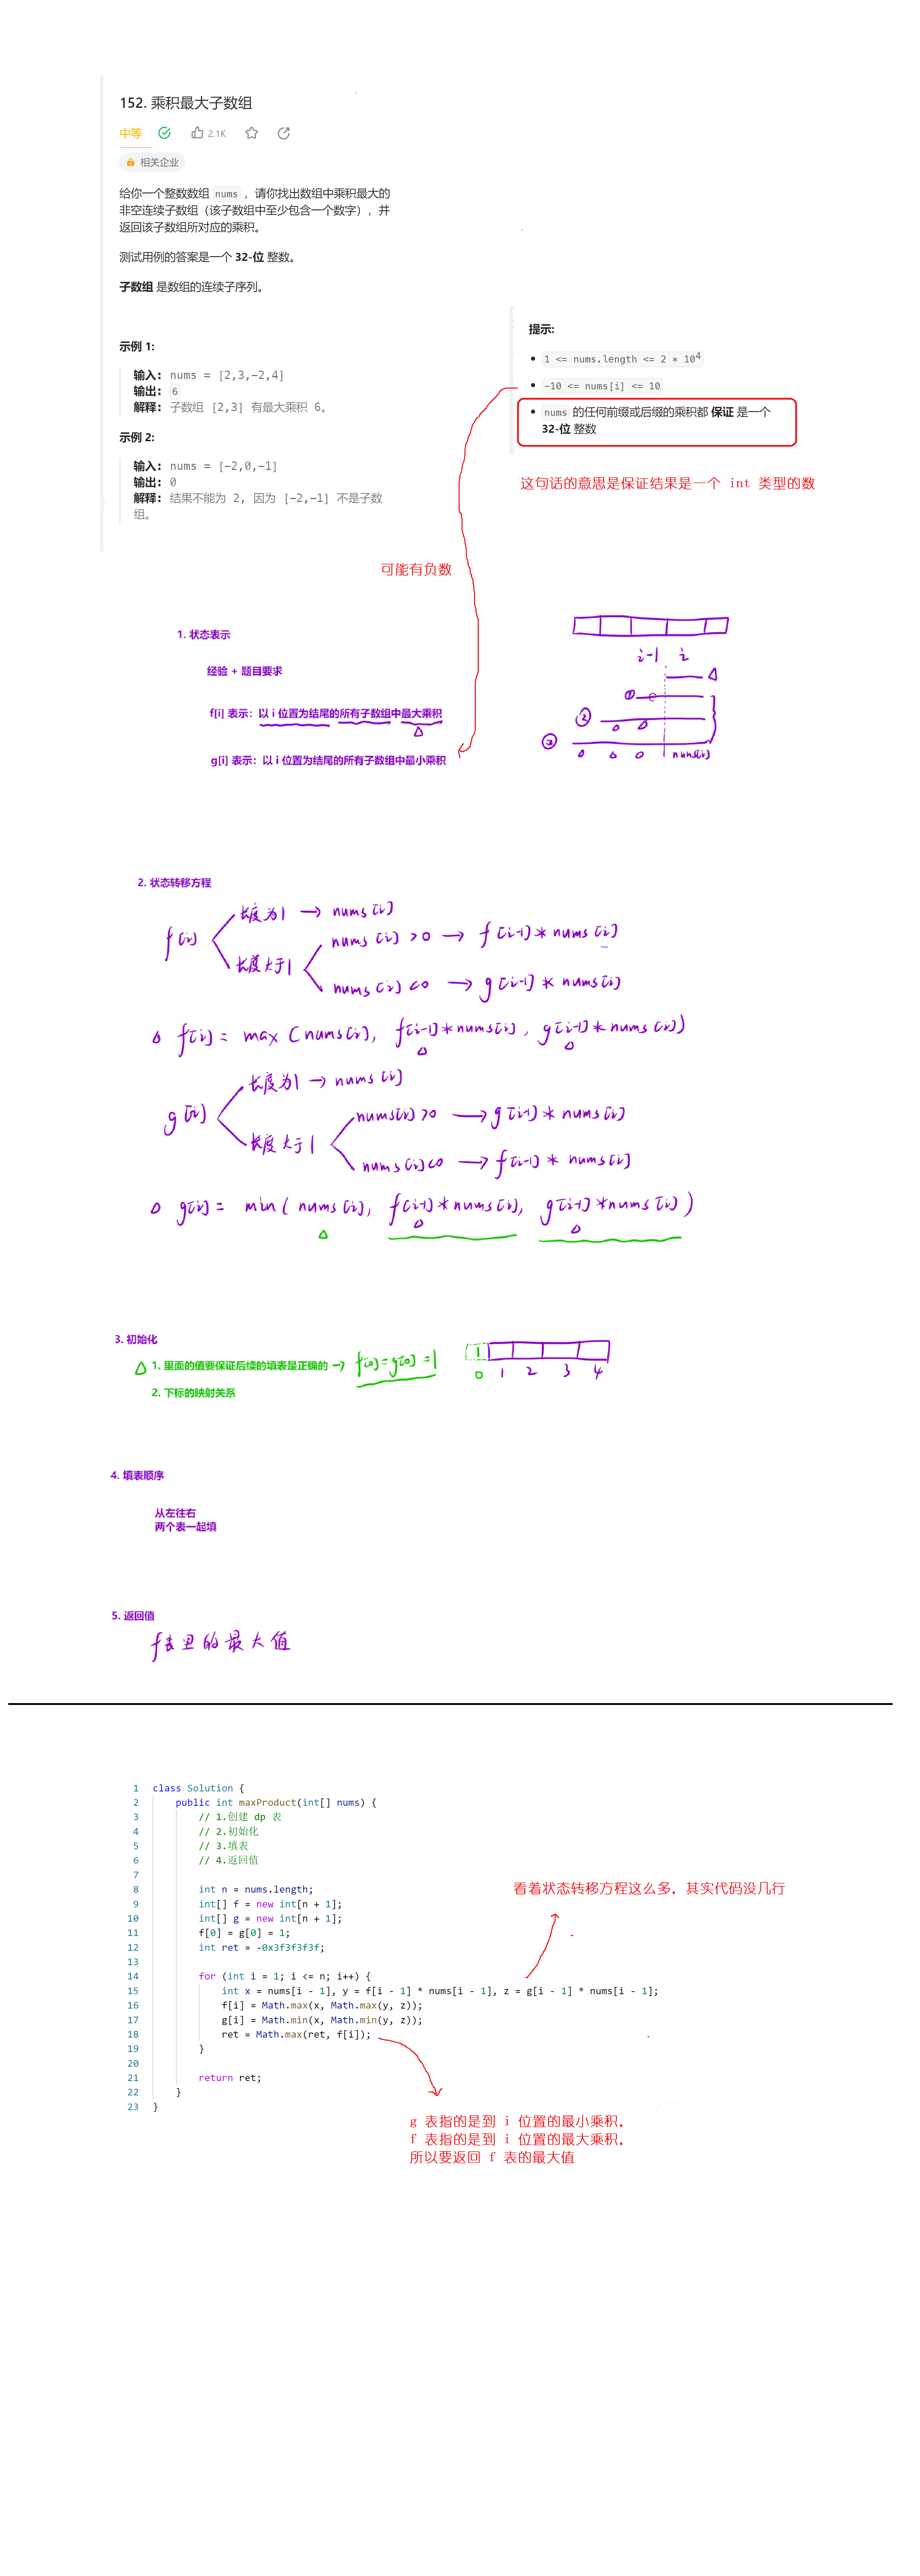 152. 乘积最大子数组
中等 2.1K
相关企业
给你一个整数数组 nums ，请你找出数组中乘积最大的
非空连续子数组（该子数组中至少包含一个数字），并
返回该子数组所对应的乘积。
测试用例的答案是一个 32-位 整数。
子数组 是数组的连续子序列。
示例 1:
输入: nums = [2,3,-2,4]
输出: 6
解释: 子数组 [2,3] 有最大乘积 6。
示例 2:
输入: nums = [-2,0,-1]
输出: 0
解释: 结果不能为 2, 因为 [-2,-1] 不是子数
组。
提示:
• 1 <= nums.length <= 2 * 10^4
• -10 <= nums[i] <= 10
• nums 的任何前缀或后缀的乘积都 保证 是一个
32-位 整数
这句话的意思是保证结果是一个 int 类型的数
可能有负数
1. 状态表示
经验 + 题目要求
f[i] 表示：以 i 位置为结尾的所有子数组中最大乘积
g[i] 表示：以 i 位置为结尾的所有子数组中最小乘积
i-1 i
①
②
③
nums[i]
2. 状态转移方程
f[i]
长度为1 → nums[i]
长度大于1
nums[i] >0 → f[i-1] * nums[i]
nums[i] <0 → g[i-1] * nums[i]
f[i] = max (nums[i], f[i-1]*nums[i], g[i-1]*nums[i])
g[i]
长度为1 → nums[i]
长度大于1
nums[i] >0 → g[i-1] * nums[i]
nums[i] <0 → f[i-1] * nums[i]
g[i] = min( nums[i], f[i-1]*nums[i], g[i-1]*nums[i] )
3. 初始化
1. 里面的值要保证后续的填表是正确的 → f[0]=g[0]=1
2. 下标的映射关系
1
0 1 2 3 4
4. 填表顺序
从左往右
两个表一起填
5. 返回值
f表里的最大值
1 class Solution {
2 public int maxProduct(int[] nums) {
3 // 1.创建 dp 表
4 // 2.初始化
5 // 3.填表
6 // 4.返回值
7
8 int n = nums.length;
9 int[] f = new int[n + 1];
10 int[] g = new int[n + 1];
11 f[0] = g[0] = 1;
12 int ret = -0x3f3f3f3f;
13
14 for (int i = 1; i <= n; i++) {
15 int x = nums[i - 1], y = f[i - 1] * nums[i - 1], z = g[i - 1] * nums[i - 1];
16 f[i] = Math.max(x, Math.max(y, z));
17 g[i] = Math.min(x, Math.min(y, z));
18 ret = Math.max(ret, f[i]);
19 }
20
21 return ret;
22 }
23 }
看着状态转移方程这么多，其实代码没几行
g 表指的是到 i 位置的最小乘积，
f 表指的是到 i 位置的最大乘积，
所以要返回 f 表的最大值